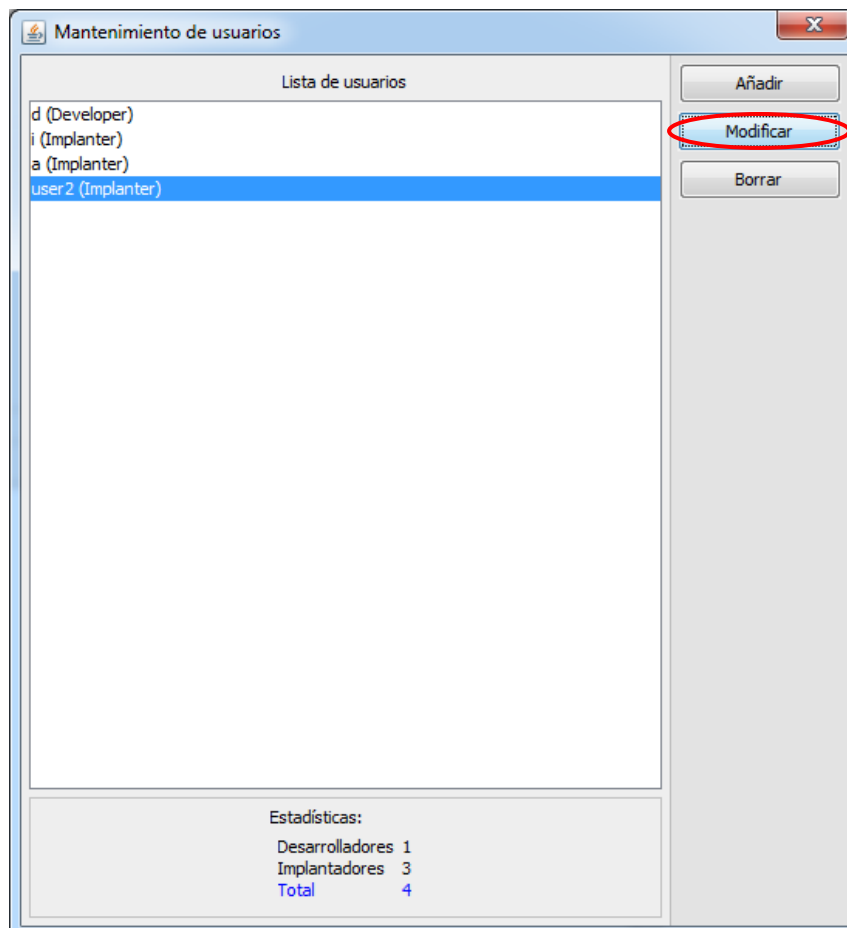 Mantenimiento de usuarios
Lista de usuarios
d (Developer)
i (Implanter)
a (Implanter)
user2 (Implanter)
Añadir
Modificar
Borrar
Estadísticas:
Desarrolladores 1
Implantadores 3
Total 4